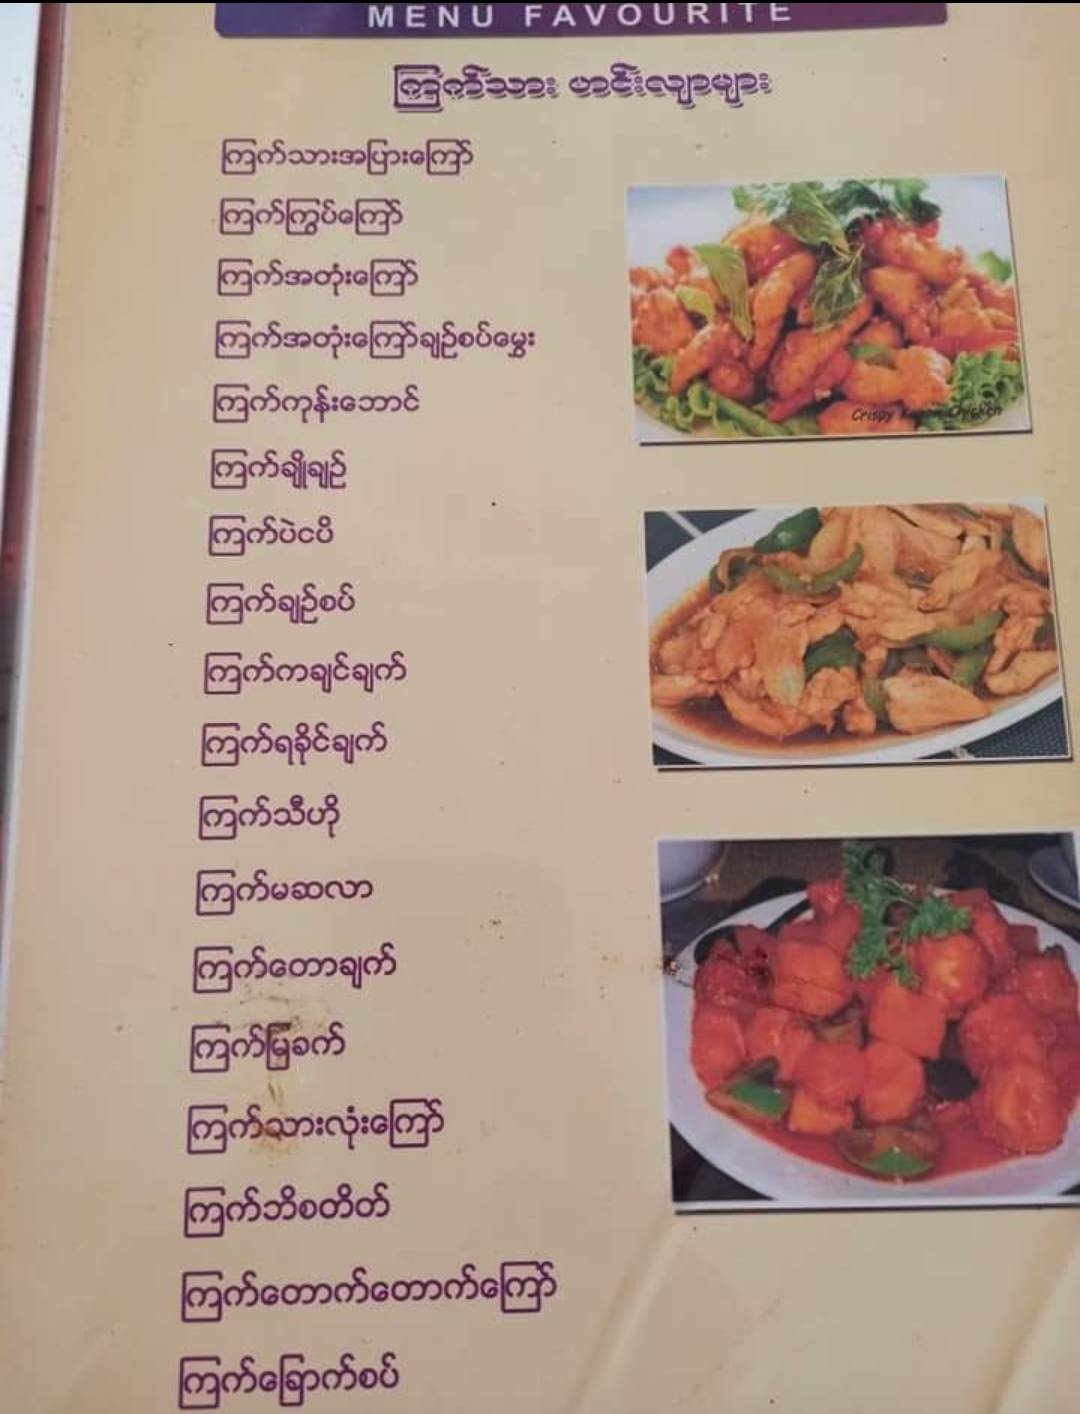 MENU FAVOURITE
ကြက်သား ဟင်းလျာများ
ကြက်သားအပြားကြော်
ကြက်ကြွပ်ကြော်
ကြက်အတုံးကြော်
ကြက်အတုံးကြော်ချဉ်စပ်မွှေး
ကြက်ကုန်းဘောင်
ကြက်ချိုချဉ်
ကြက်ပဲငပိ
ကြက်ချဉ်စပ်
ကြက်ကချင်ချက်
ကြက်ရခိုင်ချက်
ကြက်သီဟို
ကြက်မဆလာ
ကြက်တောချက်
ကြက်မြုခက်
ကြက်သားလုံးကြော်
ကြက်ဘိစတိတ်
ကြက်တောက်တောက်ကြော်
ကြက်ခြောက်စပ်
Crispy Chicken